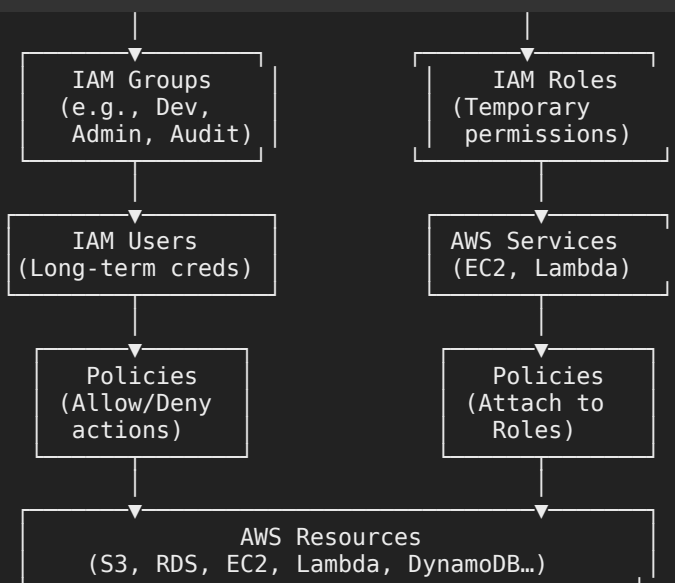 IAM Groups
(e.g., Dev,
Admin, Audit)
IAM Roles
(Temporary
permissions)
IAM Users
(Long-term creds)
AWS Services
(EC2, Lambda)
Policies
(Allow/Deny
actions)
Policies
(Attach to
Roles)
AWS Resources
(S3, RDS, EC2, Lambda, DynamoDB…)